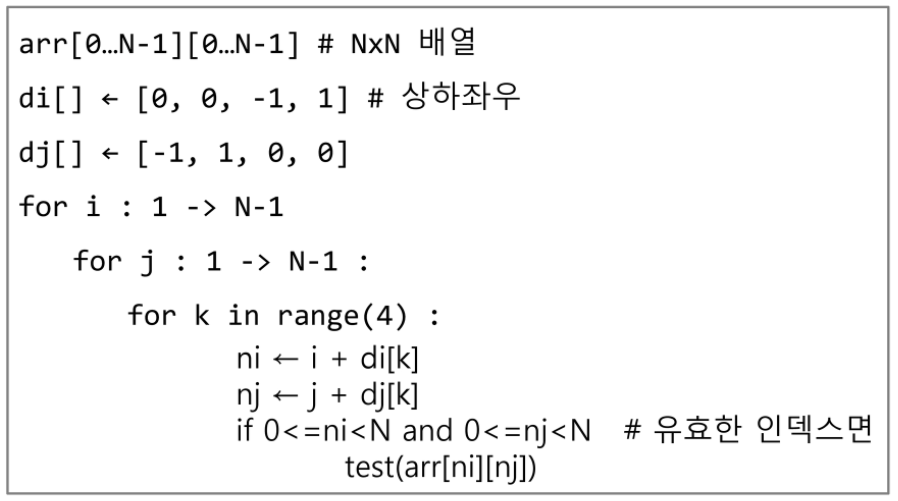 arr[0…N-1][0…N-1] # NxN 배열
di[] ← [0, 0, -1, 1] # 상하좌우
dj[] ← [-1, 1, 0, 0]
for i : 1 -> N-1
for j : 1 -> N-1 :
for k in range(4) :
ni ← i + di[k]
nj ← j + dj[k]
if 0<=ni<N and 0<=nj<N # 유효한 인덱스면
test(arr[ni][nj])